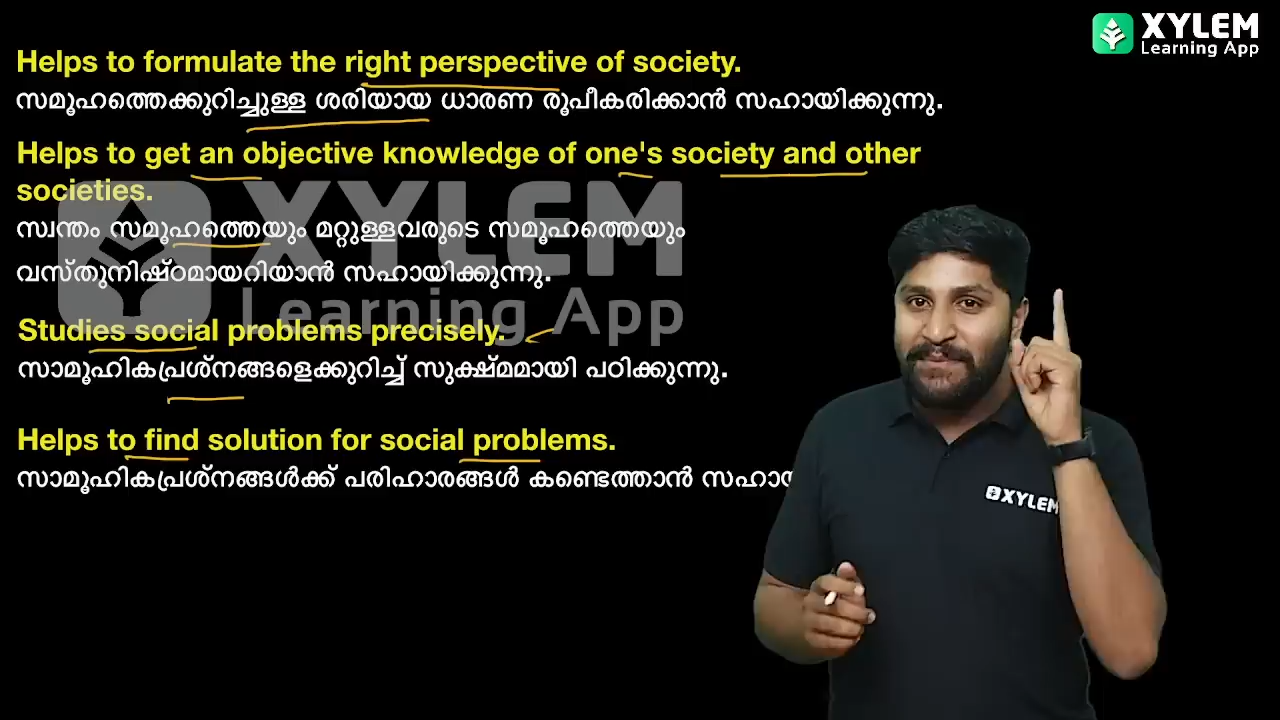 XYLEM
Learning App
Helps to formulate the right perspective of society.
സമൂഹത്തെക്കുറിച്ചുള്ള ശരിയായ ധാരണ രൂപീകരിക്കാൻ സഹായിക്കുന്നു.
Helps to get an objective knowledge of one's society and other
societies.
സ്വന്തം സമൂഹത്തെയും മറ്റുള്ളവരുടെ സമൂഹത്തെയും
വസ്തുനിഷ്ഠമായറിയാൻ സഹായിക്കുന്നു.
XYLEM
Learning App
Studies social problems precisely.
സാമൂഹികപ്രശ്നങ്ങളെക്കുറിച്ച് സുക്ഷ്മമായി പഠിക്കുന്നു.
Helps to find solution for social problems.
സാമൂഹികപ്രശ്നങ്ങൾക്ക് പരിഹാരങ്ങൾ കണ്ടെത്താൻ
XYLEM